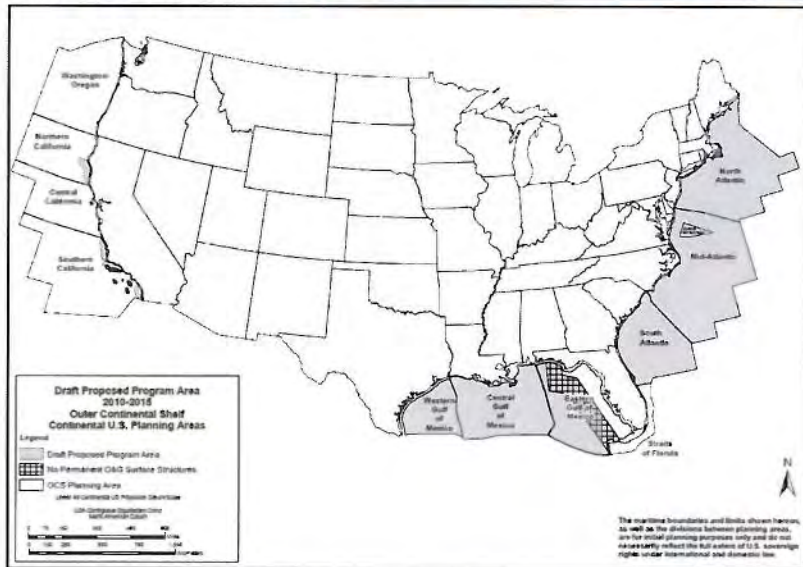 Washington/
Oregon
Northern
California
Central
California
Southern
California
North
Atlantic
Mid-Atlantic
South
Atlantic
Western
Gulf
of
Mexico
Central
Gulf
of
Mexico
Eastern
Gulf of
Mexico
Straits
of Florida
N
Draft Proposed Program Area
2010-2015
Outer Continental Shelf
Continental U.S. Planning Areas
Legend
Draft Proposed Program Area
No Permanent O&G Surface Structures
OCS Planning Area
The maritime boundaries and limits shown hereon,
as well as the divisions between planning areas,
are for initial planning purposes only and do not
necessarily reflect the full extent of U.S. sovereign
rights under international and domestic law.